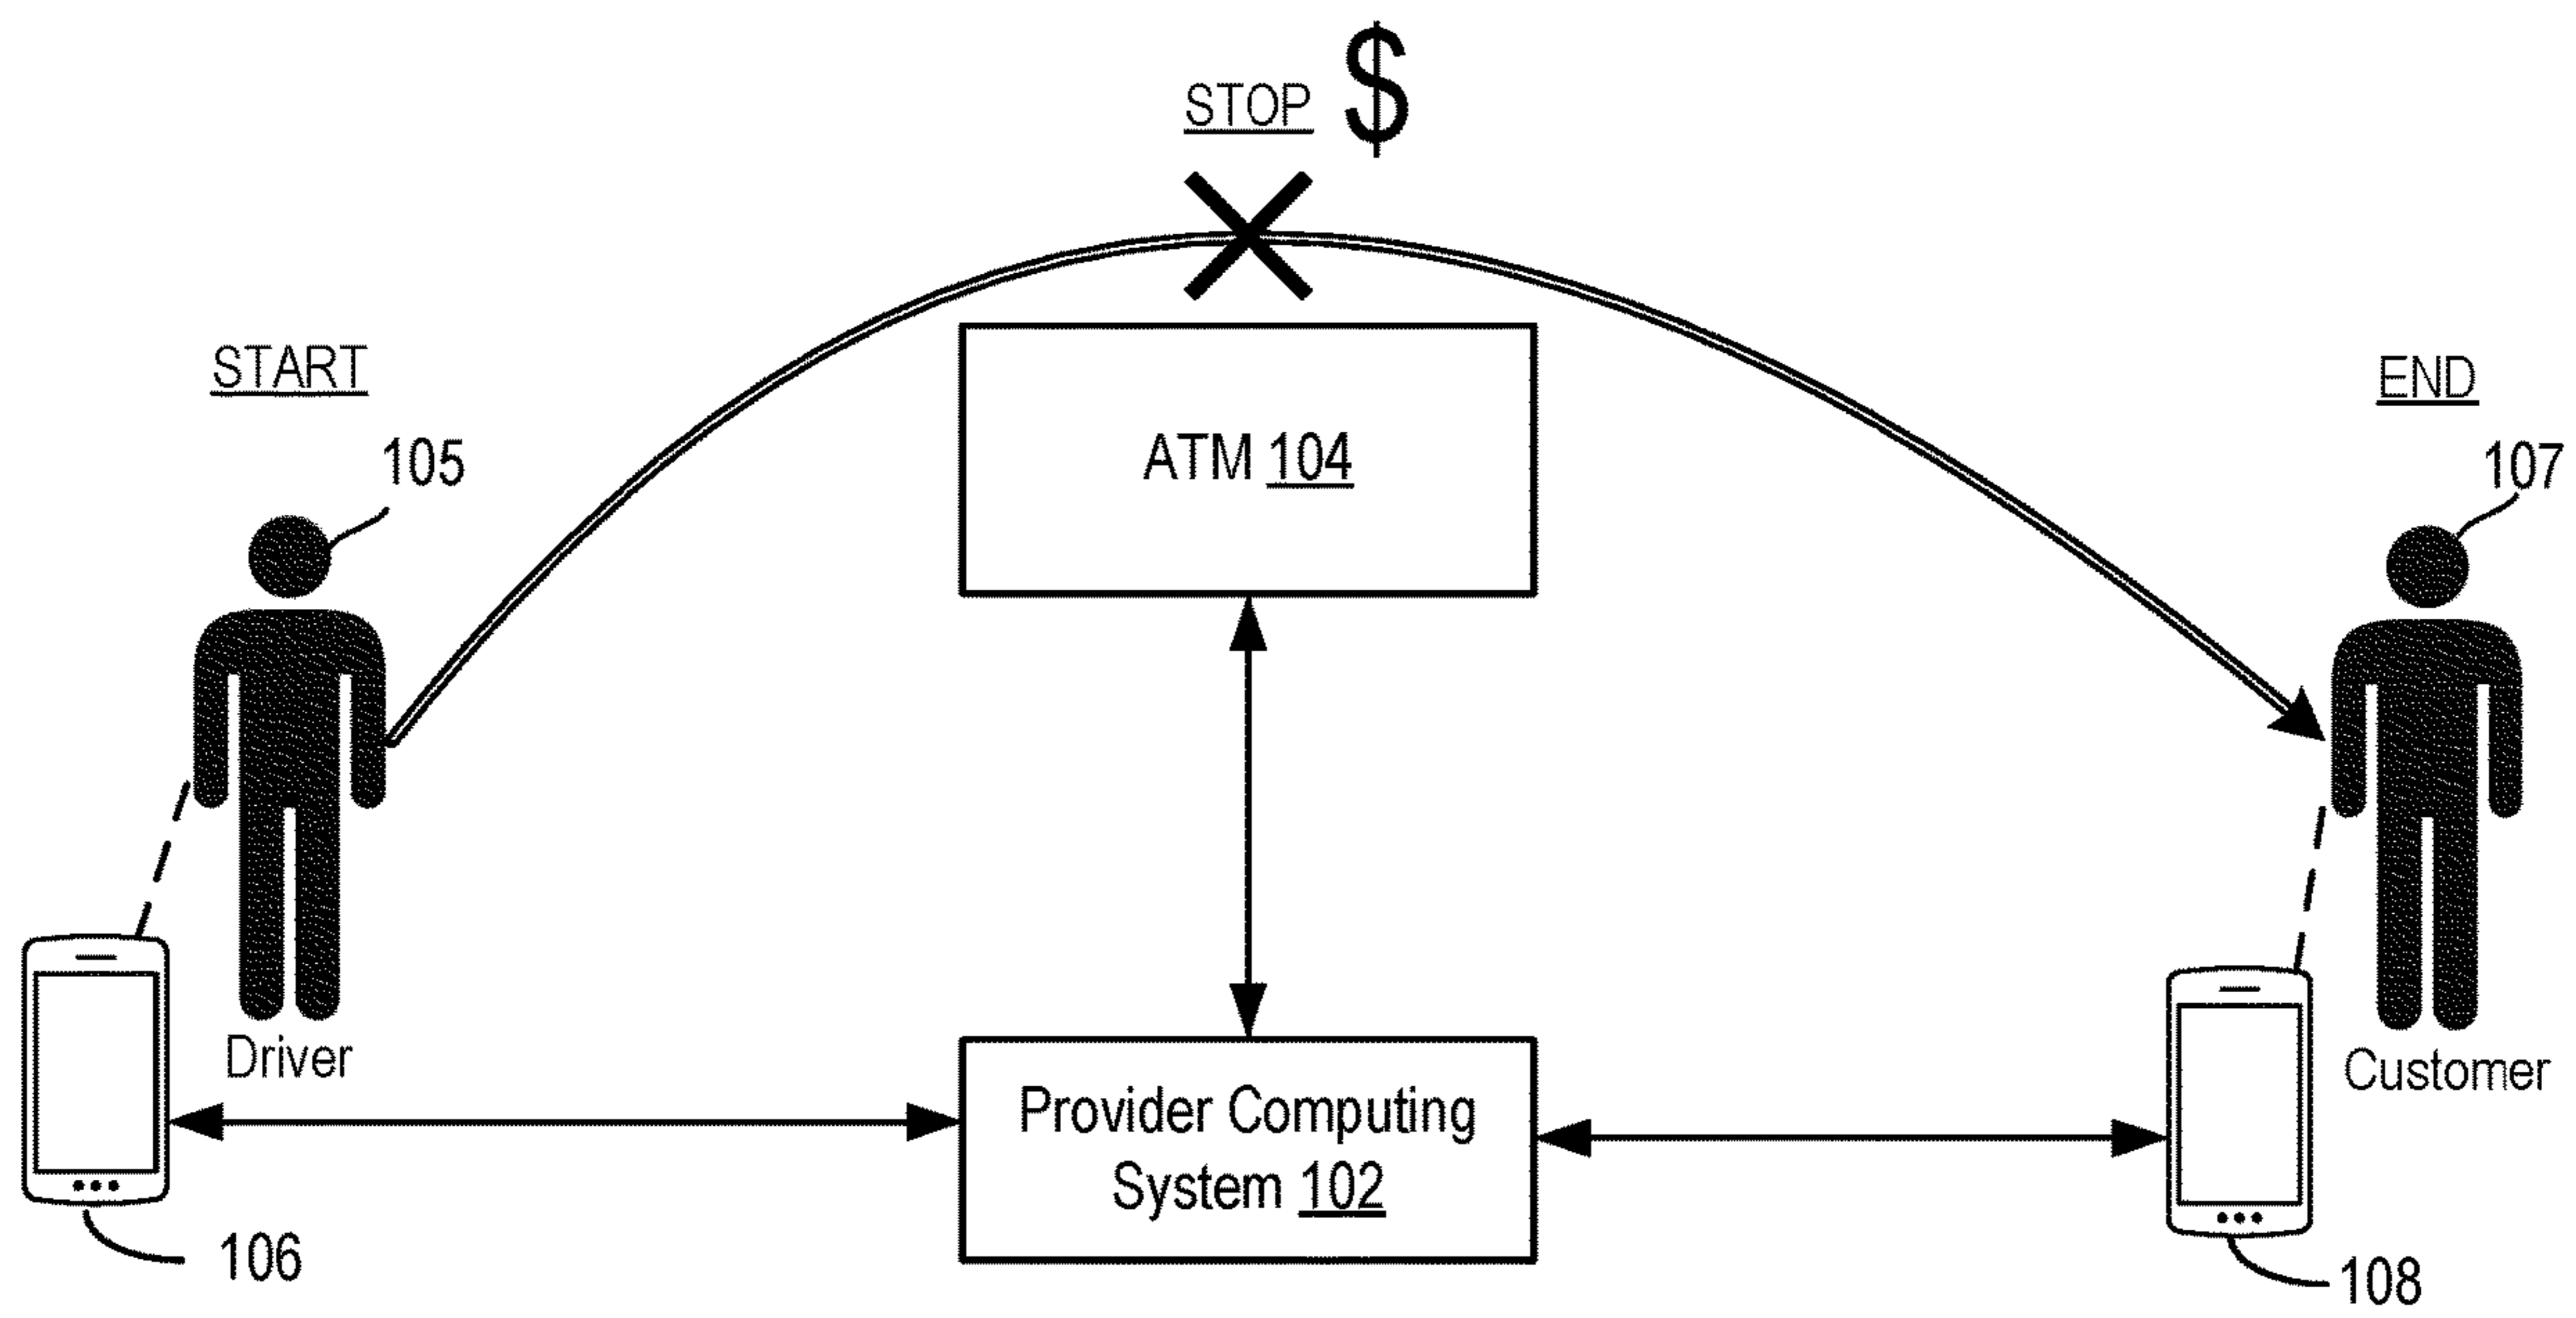 STOP $
START
END
105
107
ATM 104
Driver
Customer
Provider Computing
System 102
106
108